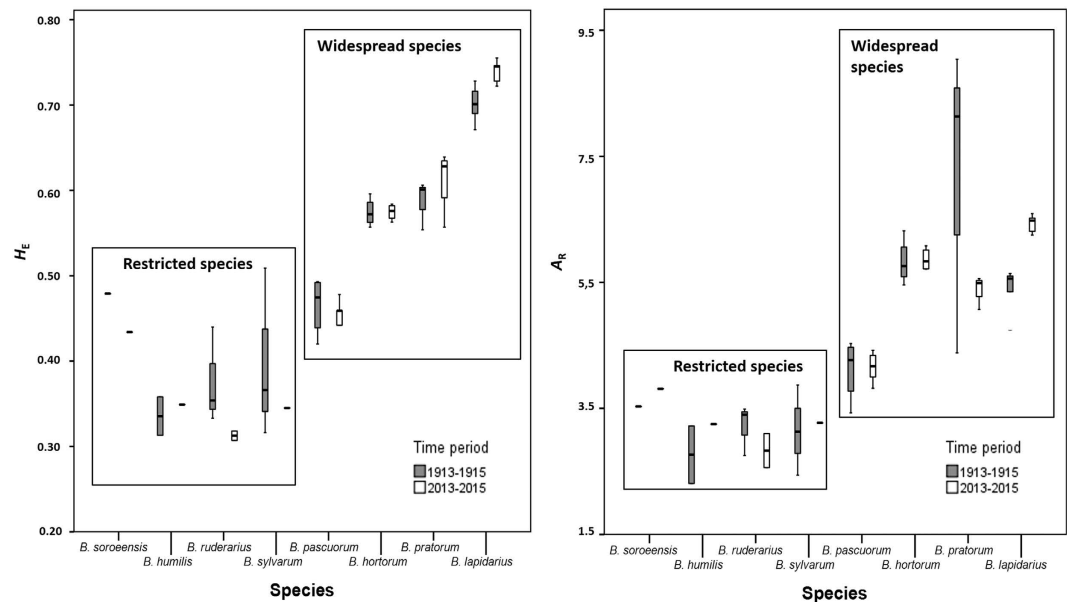 0.80
0.70
0.60
0.50
0.40
0.30
0.20
HE
Widespread species
Restricted species
Time period
1913-1915
2013-2015
B. soroeensis
B. ruderarius
B. pascuorum
B. pratorum
B. humilis
B. sylvarum
B. hortorum
B. lapidarius
Species
9.5
7.5
5,5
3.5
1.5
AR
Widespread
species
Restricted species
Time period
1913-1915
2013-2015
B. soroeensis
B. ruderarius
B. pascuorum
B. pratorum
B. humilis
B. sylvarum
B. hortorum
B. lapidarius
Species